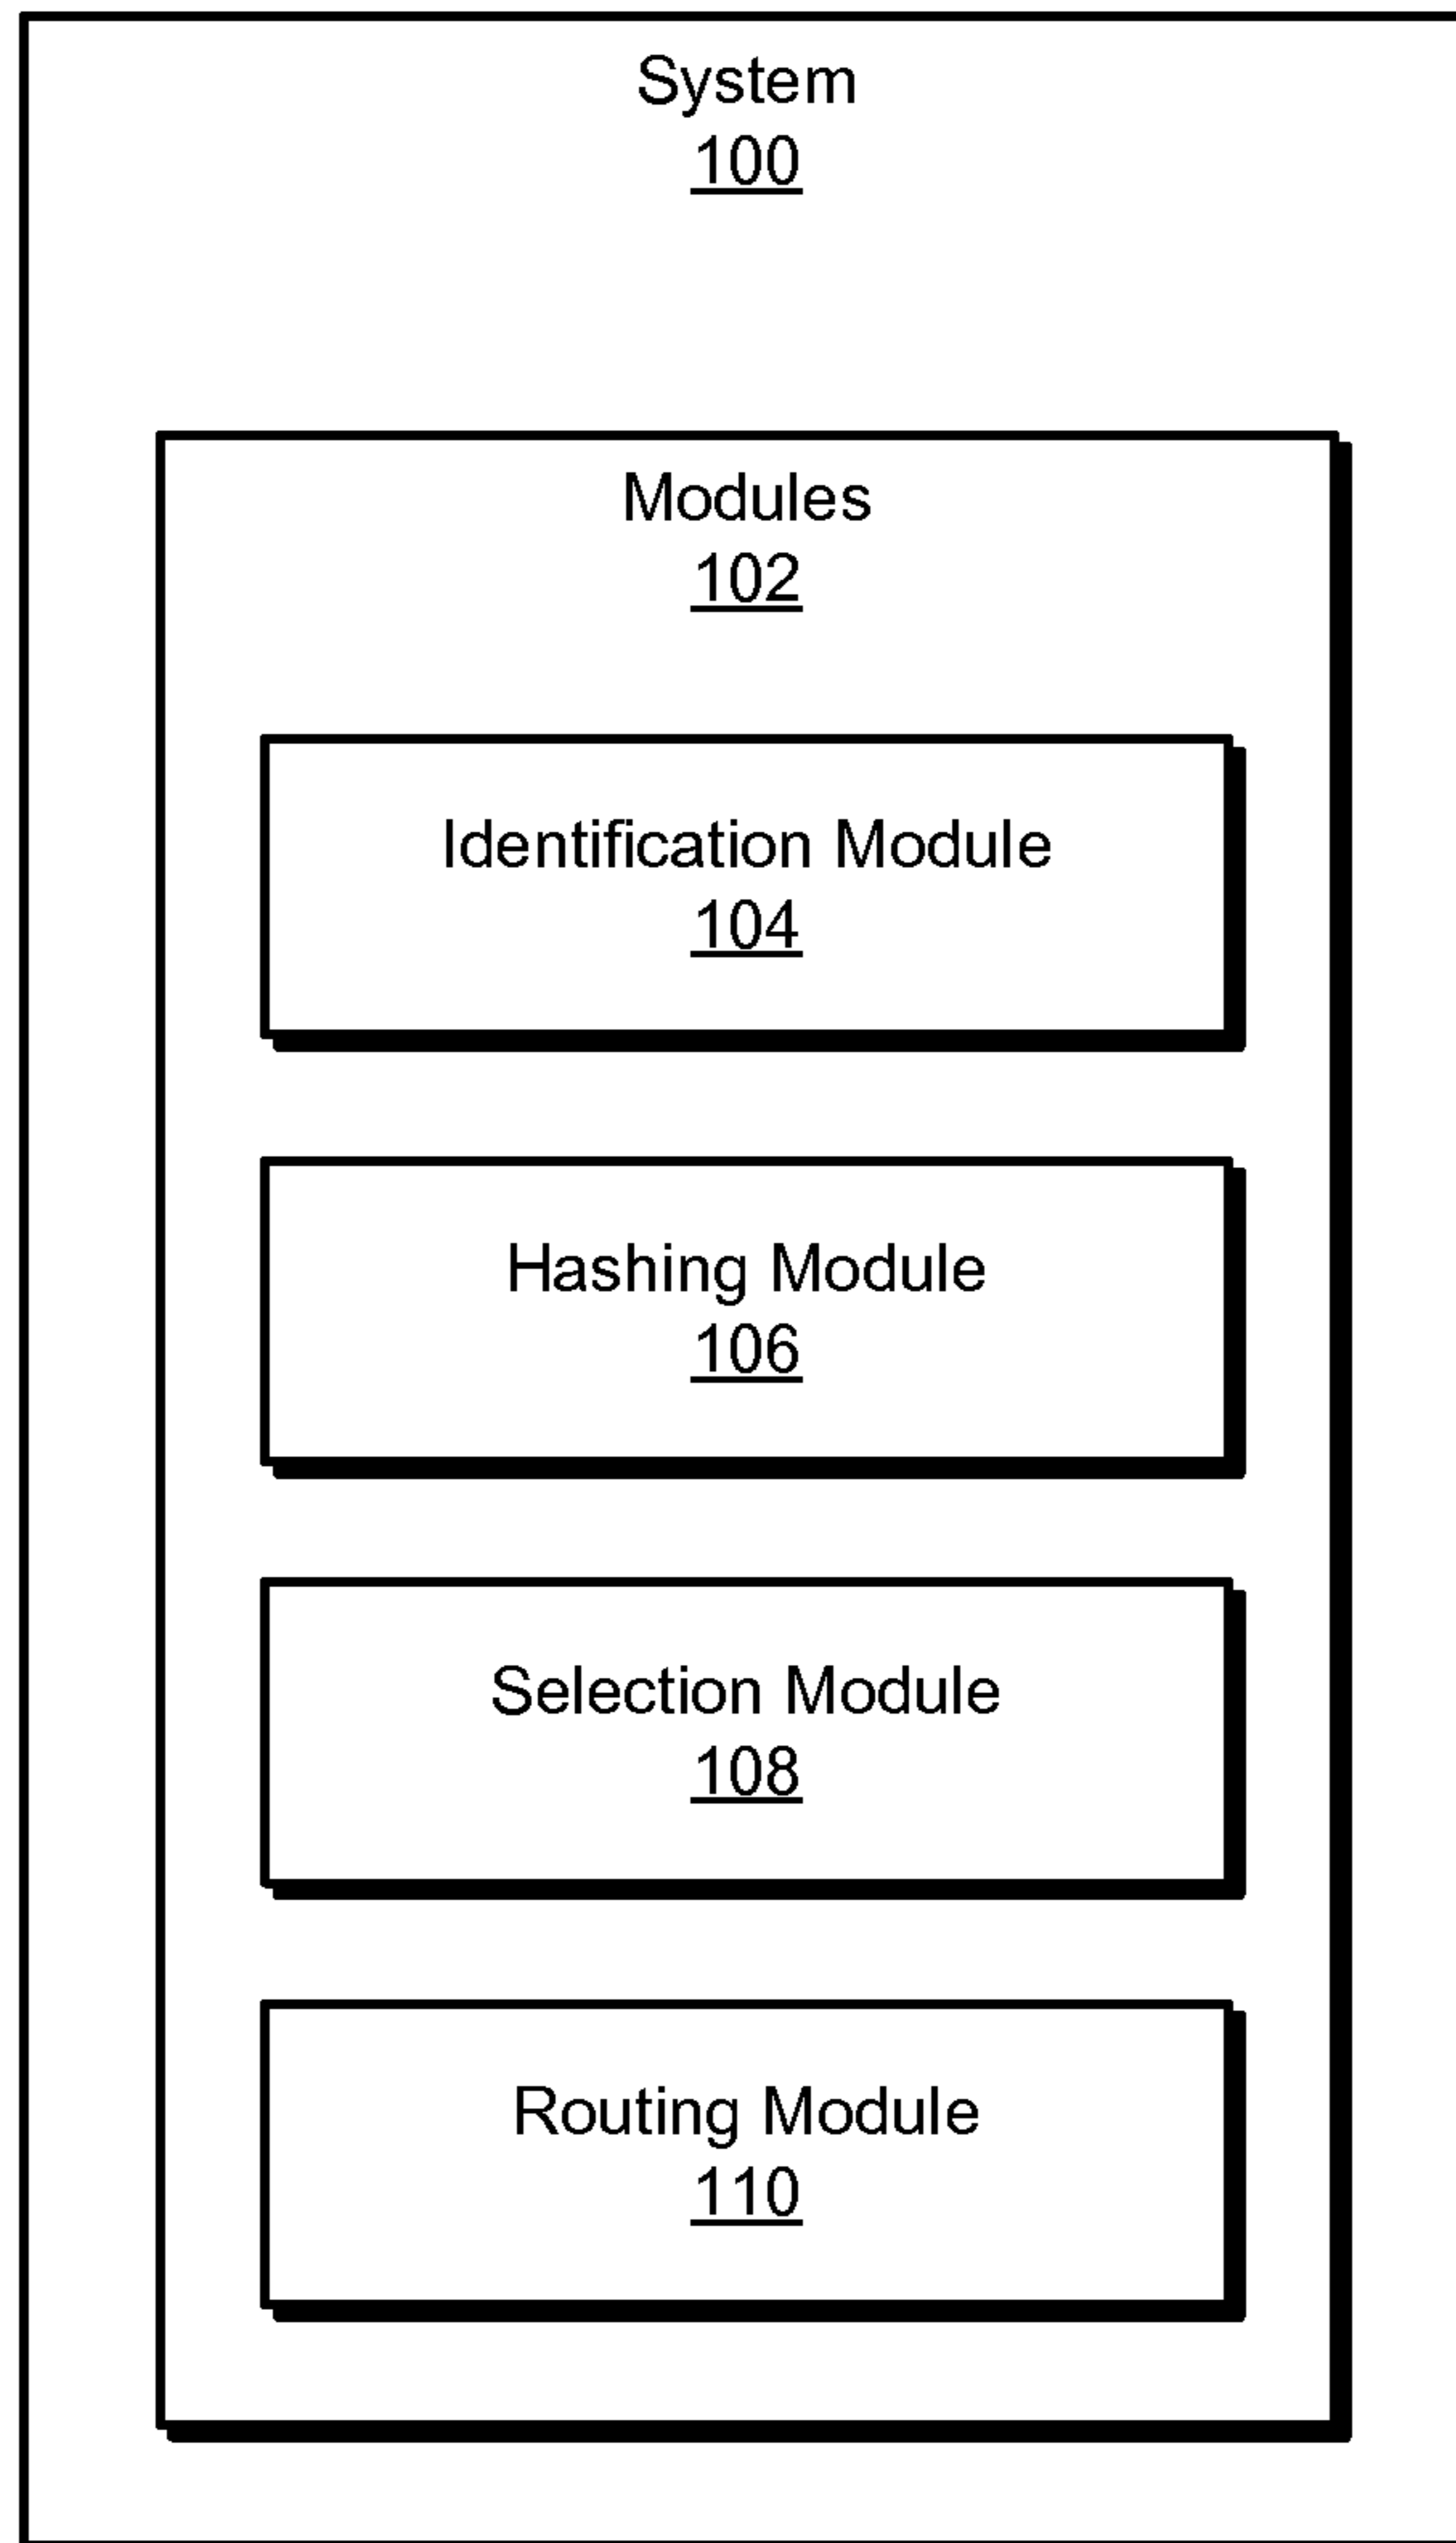 System
100
Modules
102
Identification Module
104
Hashing Module
106
Selection Module
108
Routing Module
110